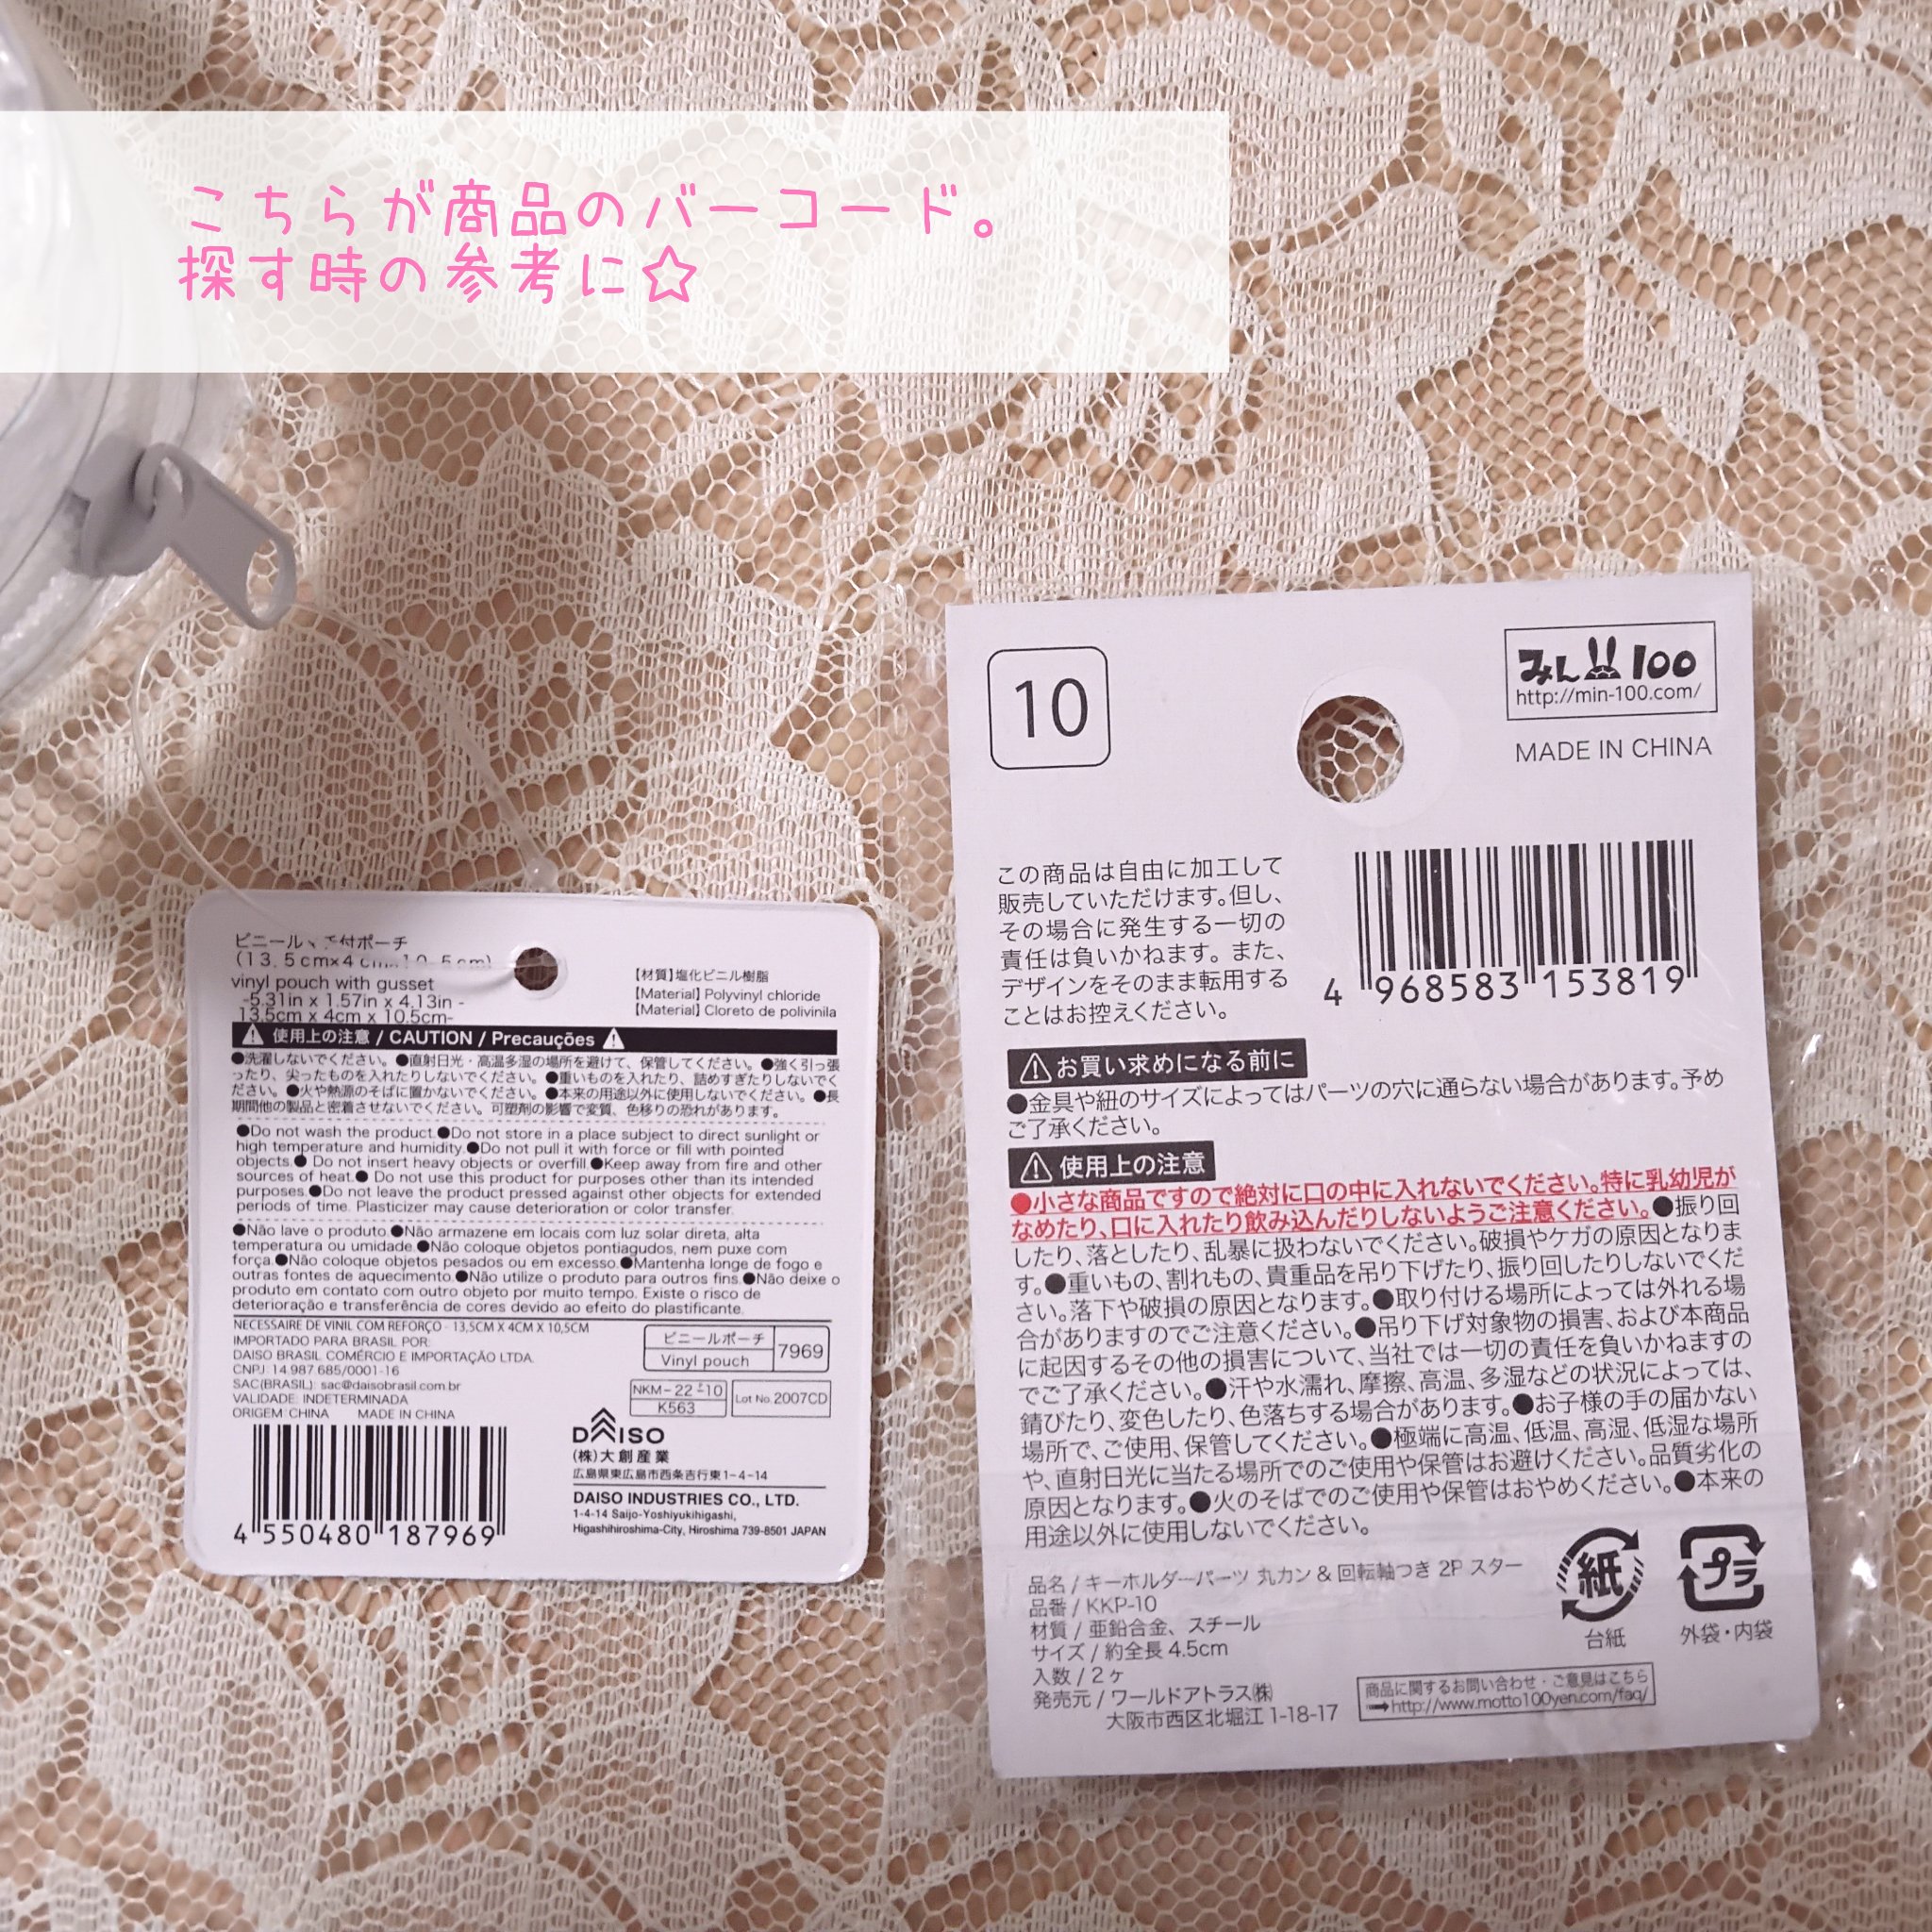 こちらが商品のバーコード。
探す時の参考に☆
ビニール 付ポーチ
(13.5cm×4cm 10.5cm)
vinyl pouch with gusset
-5.31in x 1.57in x 4.13in -
13.5cm x 4cm x 10.5cm-
【材質】塩化ビニル樹脂
【Material】Polyvinyl chloride
【Material】Cloreto de polivinila
使用上の注意 / CAUTION / Precauções
●洗濯しないでください。●直射日光・高温多湿の場所を避けて、保管してください。●強く引っ張
ったり、尖ったものを入れたりしないでください。●重いものを入れたり、詰めすぎたりしないでく
ださい。●火や熱源のそばに置かないでください。●本来の用途以外に使用しないでください。●長
期間他の製品と密着させないでください。可塑剤の影響で変質、色移りの恐れがあります。
●Do not wash the product.●Do not store in a place subject to direct sunlight or
high temperature and humidity.●Do not pull it with force or fill with pointed
objects.● Do not insert heavy objects or overfill.●Keep away from fire and other
sources of heat.● Do not use this product for purposes other than its intended
purposes.●Do not leave the product pressed against other objects for extended
periods of time. Plasticizer may cause deterioration or color transfer.
●Não lave o produto.●Não armazene em locais com luz solar direta, alta
temperatura ou umidade.●Não coloque objetos pontiagudos, nem puxe com
força.●Não coloque objetos pesados ou em excesso.●Mantenha longe de fogo e
outras fontes de aquecimento.●Não utilize o produto para outros fins.●Não deixe o
produto em contato com outro objeto por muito tempo. Existe o risco de
deterioração e transferência de cores devido ao efeito do plastificante.
NECESSAIRE DE VINIL COM REFORÇO - 13,5CM X 4CM X 10,5CM
IMPORTADO PARA BRASIL POR:
DAISO BRASIL COMÉRCIO E IMPORTAÇÃO LTDA.
CNPJ: 14.987.685/0001-16
SAC(BRASIL): sac@daisobrasil.com.br
VALIDADE: INDETERMINADA
ORIGEM:CHINA MADE IN CHINA
ビニールポーチ
Vinyl pouch
7969
NKM-22 10
K563
Lot No.2007CD
4 550480 187969
DAISO
(株)大創産業
広島県東広島市西条吉行東1-4-14
DAISO INDUSTRIES CO., LTD.
1-4-14 Saijo-Yoshiyukihigashi,
Higashihiroshima-City, Hiroshima 739-8501 JAPAN
10
みん100
http://min-100.com/
MADE IN CHINA
この商品は自由に加工して
販売していただけます。但し、
その場合に発生する一切の
責任は負いかねます。また、
デザインをそのまま転用する
ことはお控えください。
4 968583 153819
お買い求めになる前に
●金具や紐のサイズによってはパーツの穴に通らない場合があります。予め
ご了承ください。
使用上の注意
●小さな商品ですので絶対に口の中に入れないでください。特に乳幼児が
なめたり、口に入れたり飲み込んだりしないようご注意ください。●振り回
したり、落としたり、乱暴に扱わないでください。破損やケガの原因となりま
す。●重いもの、割れもの、貴重品を吊り下げたり、振り回したりしないでくだ
さい。落下や破損の原因となります。●取り付ける場所によっては外れる場
合がありますのでご注意ください。●吊り下げ対象物の損害、および本商品
に起因するその他の損害について、当社では一切の責任を負いかねますの
でご了承ください。●汗や水濡れ、摩擦、高温、多湿などの状況によっては、
錆びたり、変色したり、色落ちする場合があります。●お子様の手の届かない
場所で、ご使用、保管してください。●極端に高温、低温、高湿、低湿な場所
や、直射日光に当たる場所でのご使用や保管はお避けください。品質劣化の
原因となります。●火のそばでのご使用や保管はおやめください。●本来の
用途以外に使用しないでください。
品名 / キーホルダーパーツ 丸カン & 回転軸つき 2P スター
品番 / KKP-10
材質 / 亜鉛合金、スチール
サイズ / 約全長 4.5cm
入数 / 2ヶ
発売元 / ワールドアトラス㈱
大阪市西区北堀江 1-18-17
紙
台紙
プラ
外袋・内袋
商品に関するお問い合わせ・ご意見はこちら
➡http://www.motto100yen.com/faq/